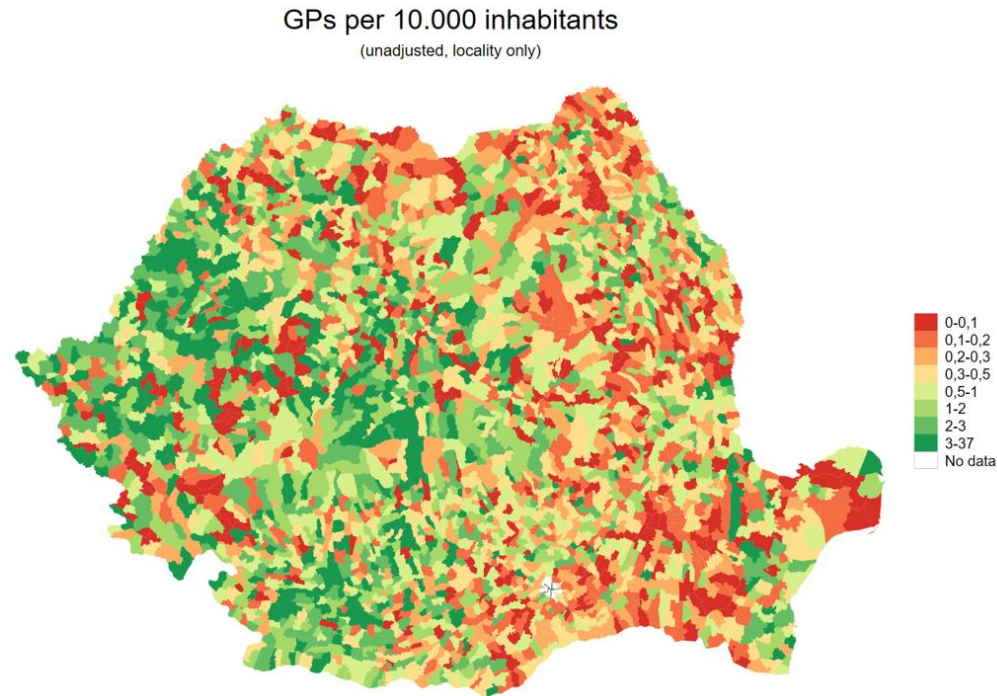 GPs per 10.000 inhabitants
(unadjusted, locality only)
0-0,1
0,1-0,2
0,2-0,3
0,3-0,5
0,5-1
1-2
2-3
3-37
No data